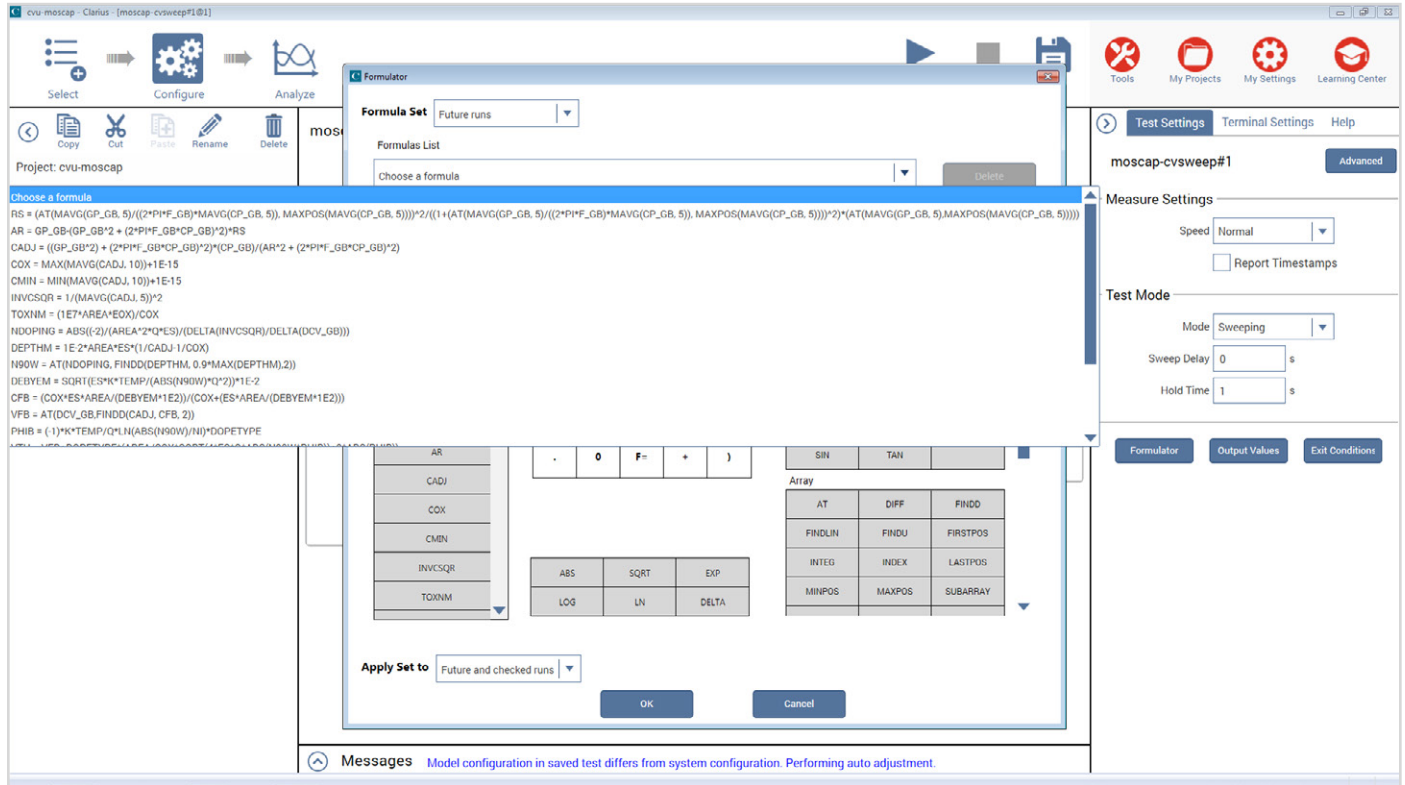 cvu-moscap - Clarius - [moscap-cvsweep#1@1]
Select
Configure
Analyze
Tools
My Projects
My Settings
Learning Center
Copy
Cut
Paste
Rename
Delete
Project: cvu-moscap
Formulator
Formula Set
Future runs
Formulas List
Choose a formula
Delete
Choose a formula
RS = (AT(MAVG(GP_GB, 5)/((2*PI*F_GB)*MAVG(CP_GB, 5)), MAXPOS(MAVG(CP_GB, 5))))^2/((1+(AT(MAVG(GP_GB, 5)/((2*PI*F_GB)*MAVG(CP_GB, 5)), MAXPOS(MAVG(CP_GB, 5))))^2)*(AT(MAVG(GP_GB, 5),MAXPOS(MAVG(CP_GB, 5)))))
AR = GP_GB-(GP_GB^2 + (2*PI*F_GB*CP_GB)^2)*RS
CADJ = ((GP_GB^2) + (2*PI*F_GB*CP_GB)^2)*(CP_GB)/(AR^2 + (2*PI*F_GB*CP_GB)^2)
COX = MAX(MAVG(CADJ, 10))+1E-15
CMIN = MIN(MAVG(CADJ, 10))+1E-15
INVCSQR = 1/(MAVG(CADJ, 5))^2
TOXNM = (1E7*AREA*EOX)/COX
NDOPING = ABS((-2)/(AREA^2*Q*ES)/(DELTA(INVCSQR)/DELTA(DCV_GB)))
DEPTHM = 1E-2*AREA*ES*(1/CADJ-1/COX)
N90W = AT(NDOPING, FINDD(DEPTHM, 0.9*MAX(DEPTHM),2))
DEBYEM = SQRT(ES*K*TEMP/(ABS(N90W)*Q^2))*1E-2
CFB = (COX*ES*AREA/(DEBYEM*1E2))/(COX+(ES*AREA/(DEBYEM*1E2)))
VFB = AT(DCV_GB,FINDD(CADJ, CFB, 2))
PHIB = (-1)*K*TEMP/Q*LN(ABS(N90W)/NI)*DOPETYPE
AR
CADJ
COX
CMIN
INVCSQR
TOXNM
. 0 F= + )
ABS SQRT EXP
LOG LN DELTA
SIN TAN
Array
AT DIFF FINDD
FINDLIN FINDU FIRSTPOS
INTEG INDEX LASTPOS
MINPOS MAXPOS SUBARRAY
Apply Set to
Future and checked runs
OK
Cancel
Messages
Model configuration in saved test differs from system configuration. Performing auto adjustment.
Test Settings
Terminal Settings
Help
moscap-cvsweep#1
Advanced
Measure Settings
Speed Normal
Report Timestamps
Test Mode
Mode Sweeping
Sweep Delay 0 s
Hold Time 1 s
Formulator
Output Values
Exit Conditions